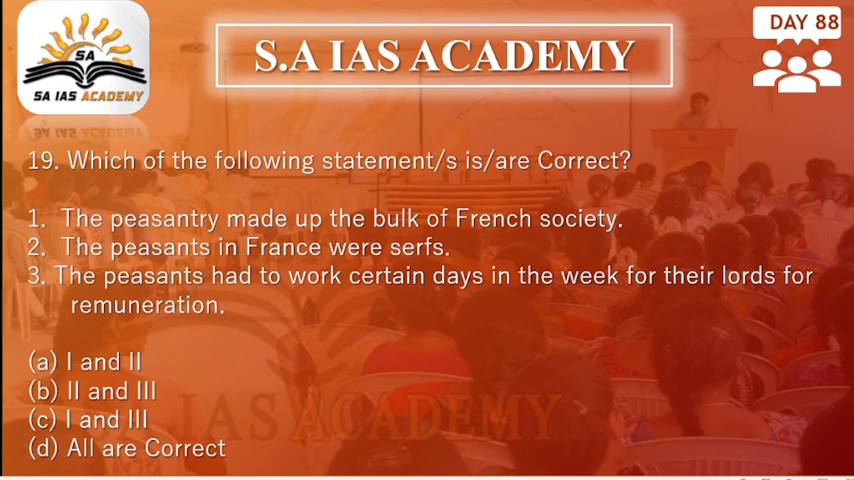 DAY 88
S.A IAS ACADEMY
SA
SA IAS ACADEMY
19. Which of the following statement/s is/are Correct?
1. The peasantry made up the bulk of French society.
2. The peasants in France were serfs.
3. The peasants had to work certain days in the week for their lords for
remuneration.
(a) I and II
(b) II and III
(c) I and III
(d) All are Correct
IAS ACADEMY